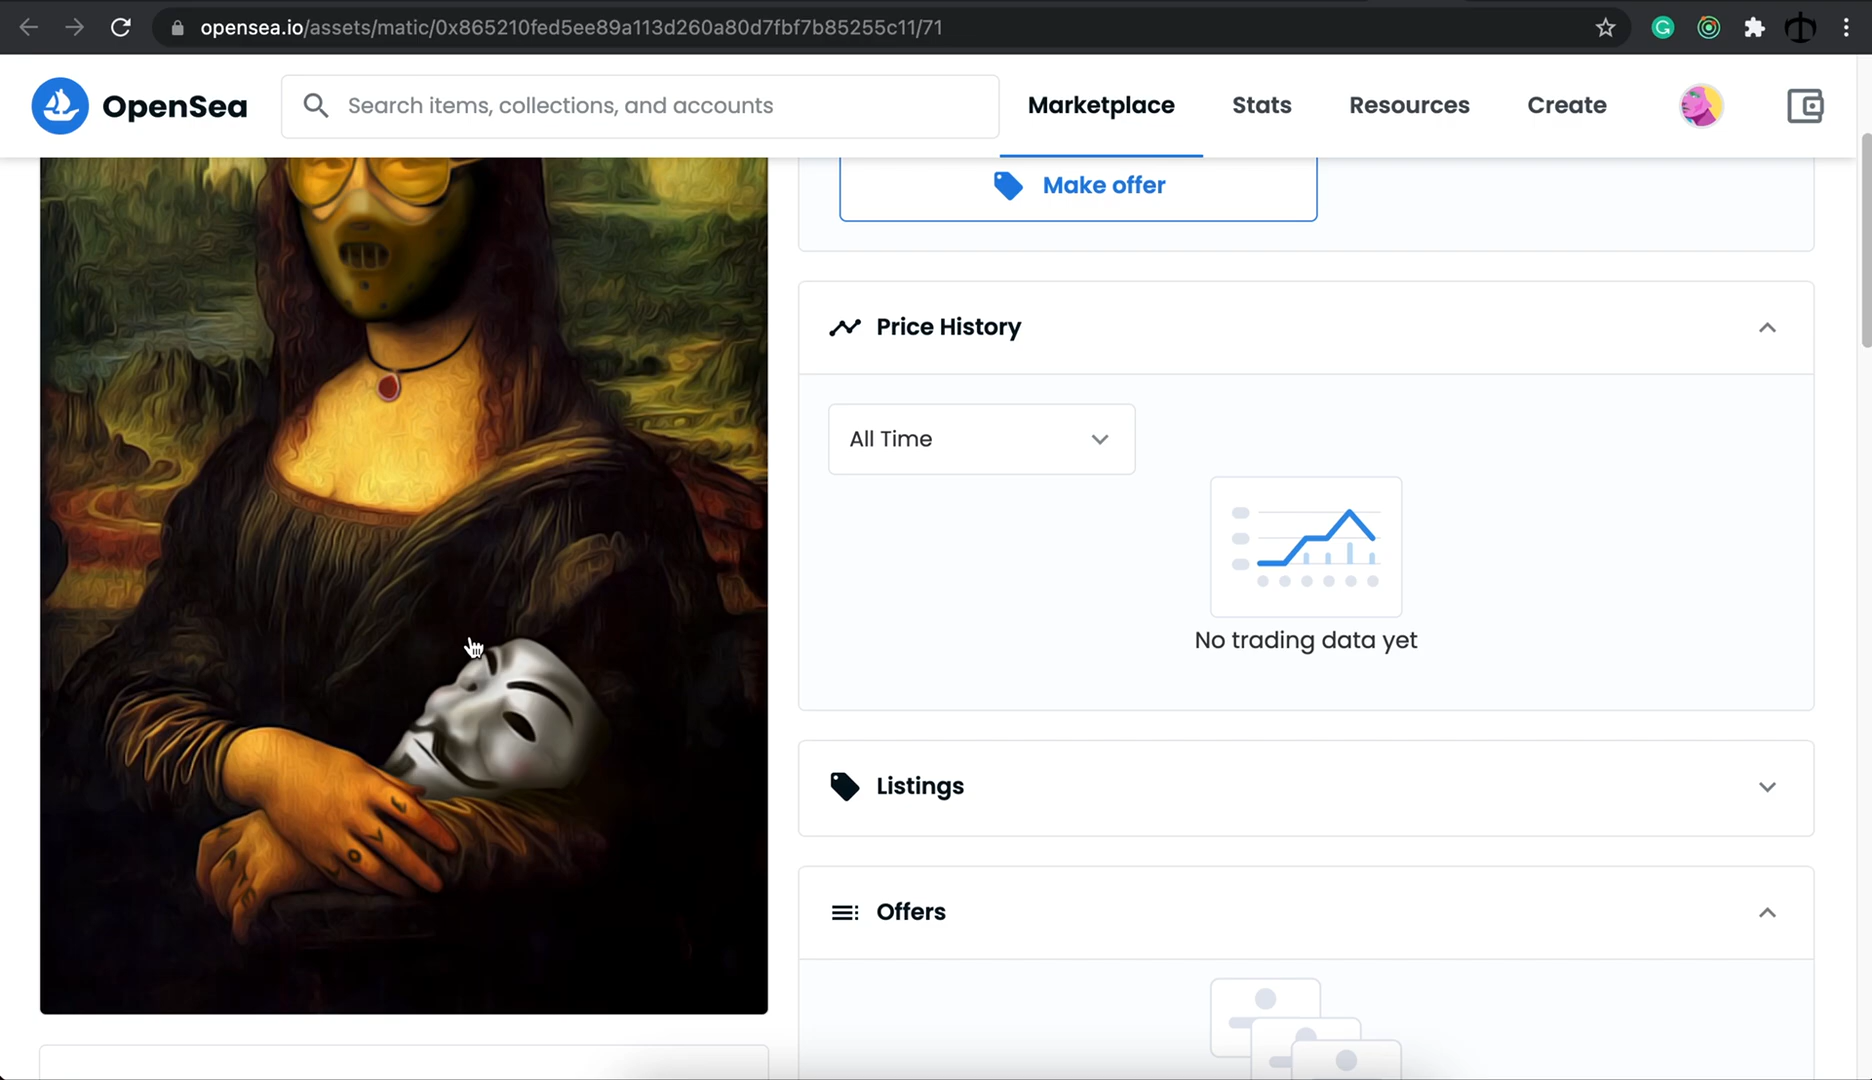 opensea.io/assets/matic/0x865210fed5ee89a113d260a80d7fbf7b85255c11/71
OpenSea
Search items, collections, and accounts
Marketplace
Stats
Resources
Create
Make offer
Price History
All Time
No trading data yet
Listings
Offers